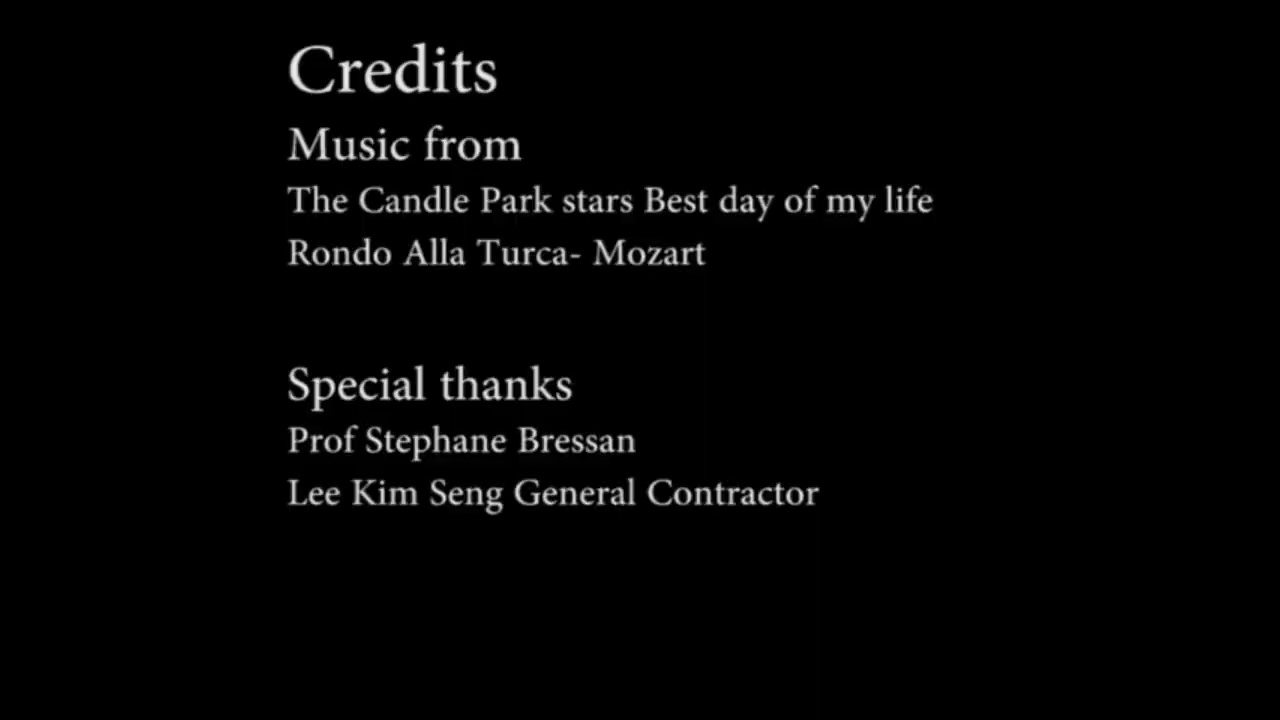 Credits
Music from
The Candle Park stars Best day of my life
Rondo Alla Turca- Mozart
Special thanks
Prof Stephane Bressan
Lee Kim Seng General Contractor